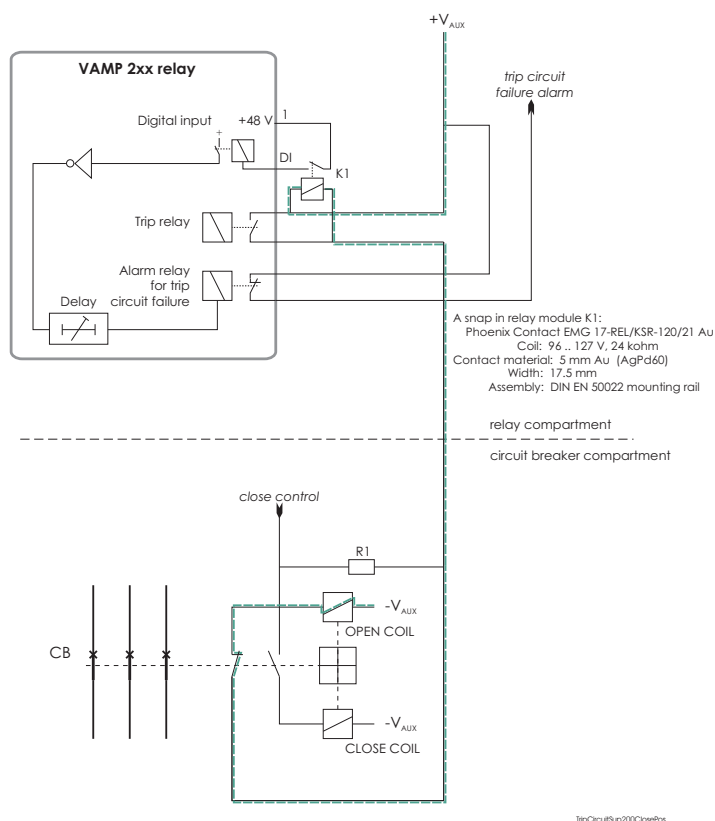 +VAUX
VAMP 2xx relay
trip circuit
failure alarm
Digital input
+
+48 V
1
DI
K1
Trip relay
Alarm relay
for trip
circuit failure
Delay
A snap in relay module K1:
Phoenix Contact EMG 17-REL/KSR-120/21 Au
Coil: 96 .. 127 V, 24 kohm
Contact material: 5 mm Au (AgPd60)
Width: 17.5 mm
Assembly: DIN EN 50022 mounting rail
relay compartment
circuit breaker compartment
close control
R1
-VAUX
OPEN COIL
CB
-VAUX
CLOSE COIL
TripCircuitSup200ClosePos